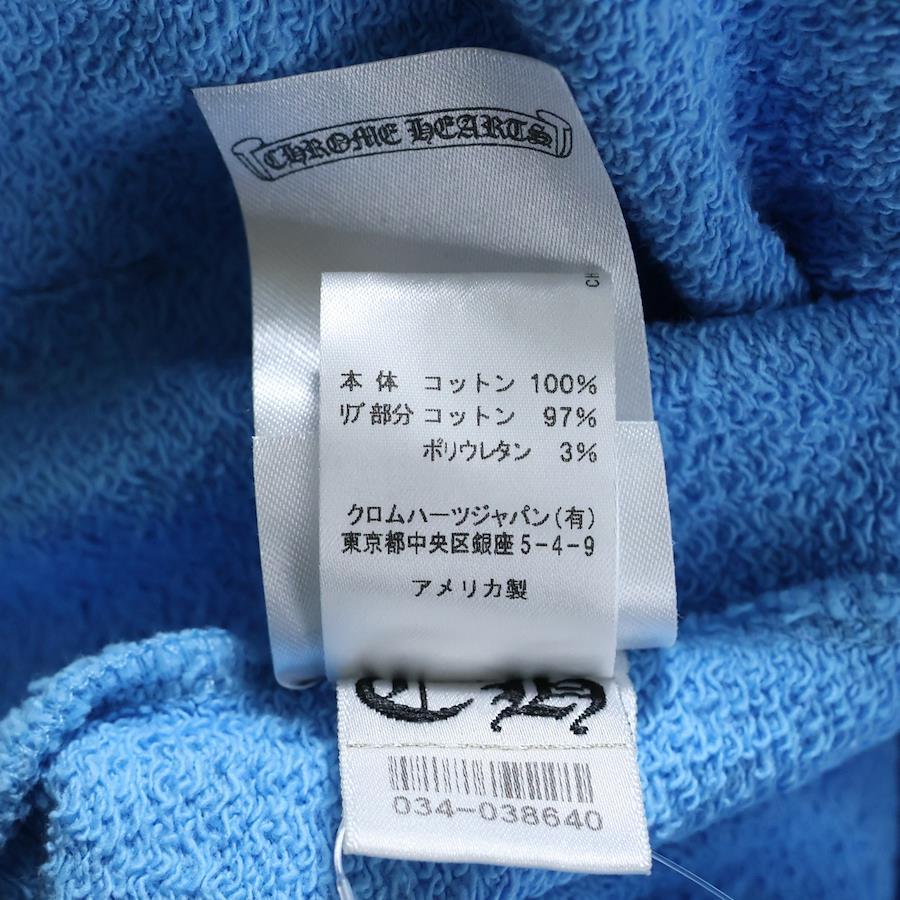 CHROME HEARTS
CH
本体 コットン 100%
リブ部分 コットン 97%
ポリウレタン 3%
クロムハーツジャパン(有)
東京都中央区銀座5-4-9
アメリカ製
CH
034-038640